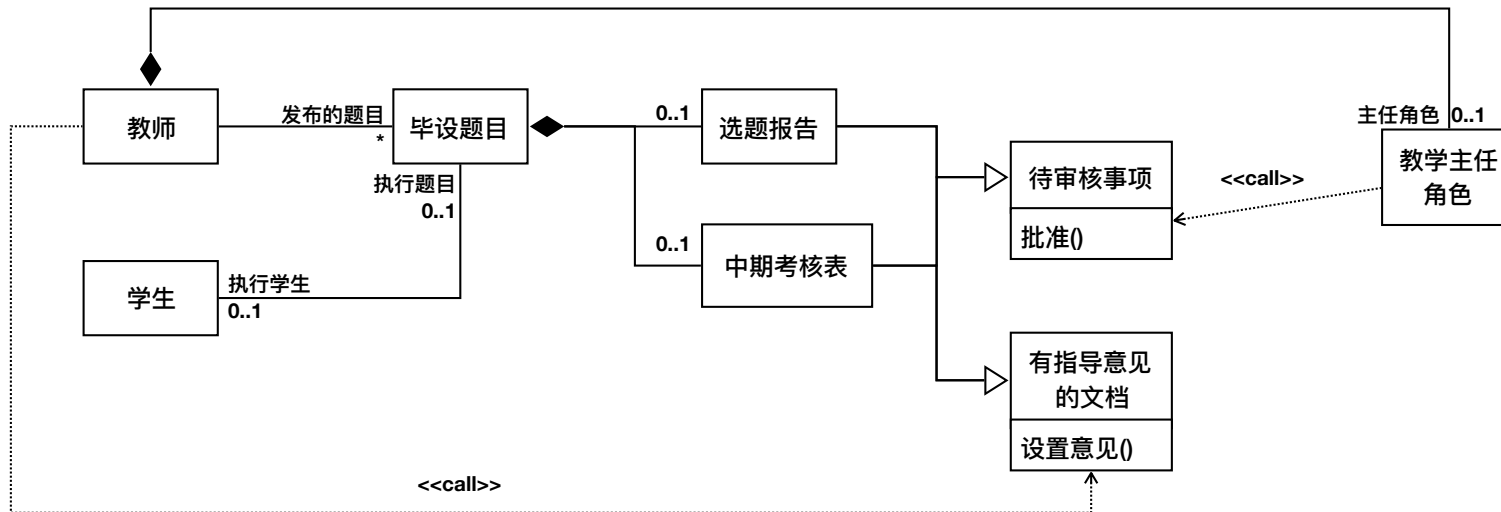 教师
发布的题目
*
毕设题目
0..1
选题报告
主任角色
0..1
教学主任
角色
待审核事项
批准()
<<call>>
执行题目
0..1
0..1
中期考核表
学生
执行学生
0..1
有指导意见
的文档
设置意见()
<<call>>